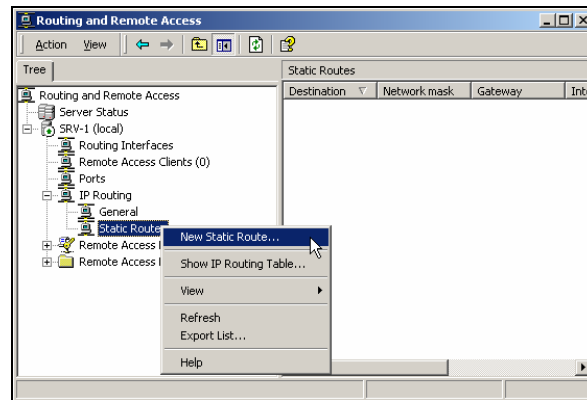 Routing and Remote Access
Action View
Tree
Static Routes
Destination Network mask Gateway Int
Routing and Remote Access
Server Status
SRV-1 (local)
Routing Interfaces
Remote Access Clients (0)
Ports
IP Routing
General
Static Route
Remote Access
Remote Access
New Static Route...
Show IP Routing Table...
View
Refresh
Export List...
Help